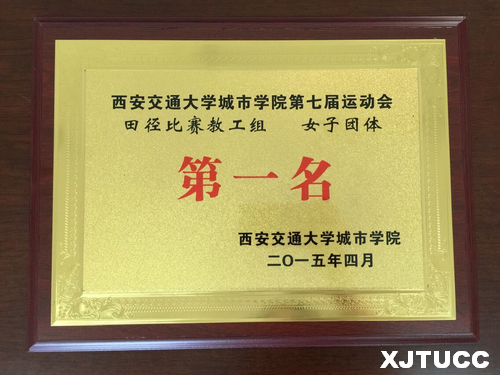 西安交通大学城市学院第七届运动会
田径比赛教工组 女子团体
第一名
西安交通大学城市学院
二〇一五年四月
XJTUCC